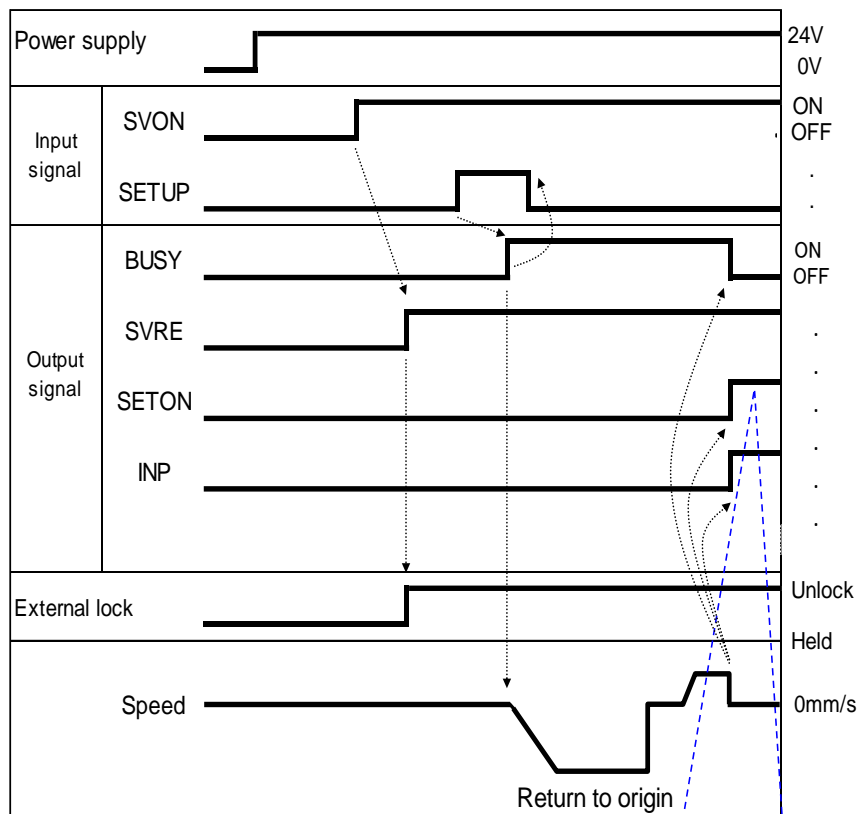 Power supply
24V
0V
Input
signal
SVON
ON
OFF
SETUP
Output
signal
BUSY
ON
OFF
SVRE
SETON
INP
External lock
Unlock
Held
Speed
0mm/s
Return to origin